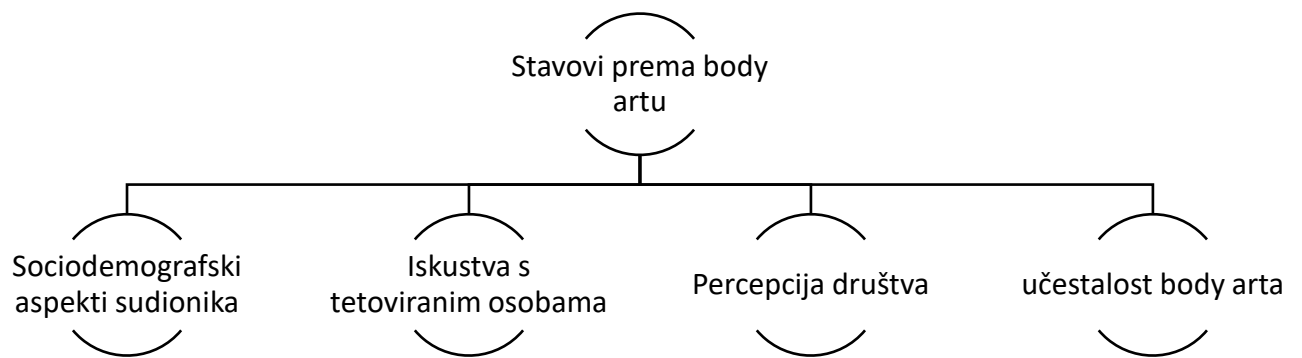 Stavovi prema body
artu
Sociodemografski
aspekti sudionika
Iskustva s
tetoviranim osobama
Percepcija društva
učestalost body arta